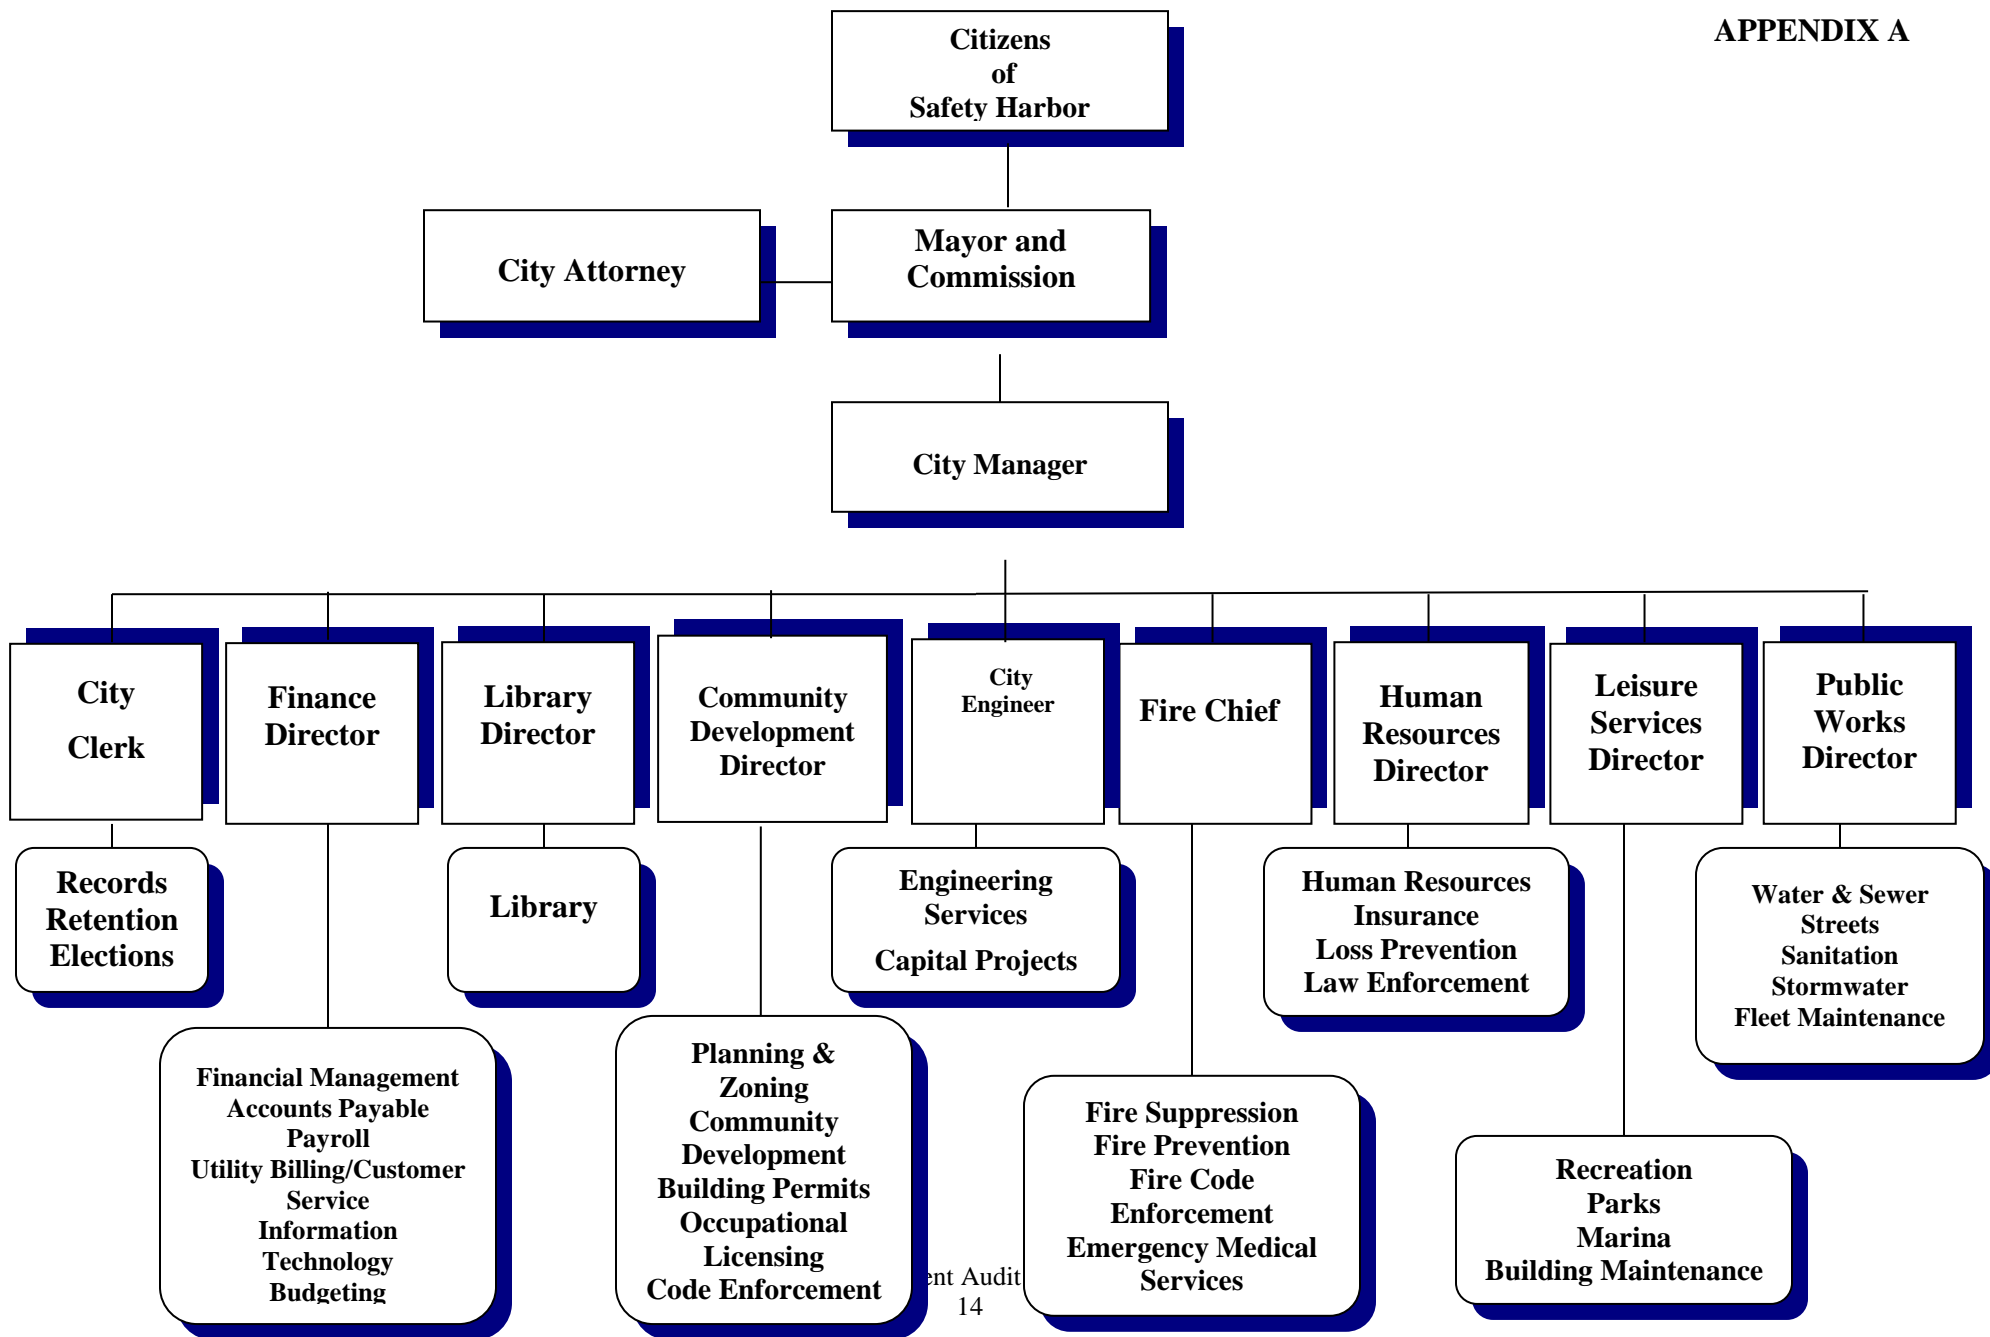 APPENDIX A
Citizens
of
Safety Harbor
City Attorney
Mayor and
Commission
City Manager
City
Clerk
Finance
Director
Library
Director
Community
Development
Director
City
Engineer
Fire Chief
Human
Resources
Director
Leisure
Services
Director
Public
Works
Director
Records
Retention
Elections
Library
Engineering
Services
Capital Projects
Human Resources
Insurance
Loss Prevention
Law Enforcement
Water & Sewer
Streets
Sanitation
Stormwater
Fleet Maintenance
Financial Management
Accounts Payable
Payroll
Utility Billing/Customer
Service
Information
Technology
Budgeting
Planning &
Zoning
Community
Development
Building Permits
Occupational
Licensing
Code Enforcement
Fire Suppression
Fire Prevention
Fire Code
Enforcement
Emergency Medical
Services
Recreation
Parks
Marina
Building Maintenance
Audit
14